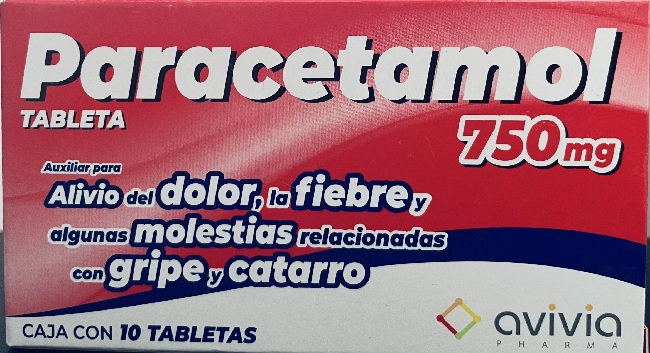 Paracetamol
TABLETA
750mg
Auxiliar para
Alivio del dolor, la fiebre y
algunas molestias relacionadas
con gripe y catarro
CAJA CON 10 TABLETAS
avivia
PHARMA